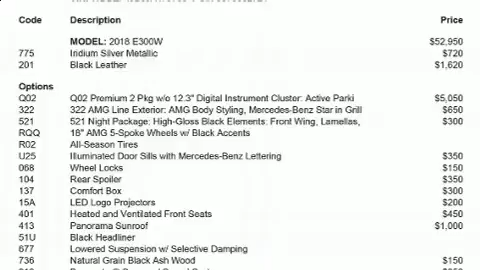 Code Description Price
MODEL: 2018 E300W $52,950
775 Iridium Silver Metallic $720
201 Black Leather $1,620
Options
Q02 Q02 Premium 2 Pkg w/o 12.3" Digital Instrument Cluster: Active Parki $5,050
322 322 AMG Line Exterior: AMG Body Styling, Mercedes-Benz Star in Grill $650
521 521 Night Package: High-Gloss Black Elements: Front Wing, Lamellas, $300
RQQ 18" AMG 5-Spoke Wheels w/ Black Accents
R02 All-Season Tires
U25 Illuminated Door Sills with Mercedes-Benz Lettering $350
068 Wheel Locks $150
104 Rear Spoiler $350
137 Comfort Box $300
15A LED Logo Projectors $200
401 Heated and Ventilated Front Seats $450
413 Panorama Sunroof $1,000
51U Black Headliner
677 Lowered Suspension w/ Selective Damping
736 Natural Grain Black Ash Wood $150